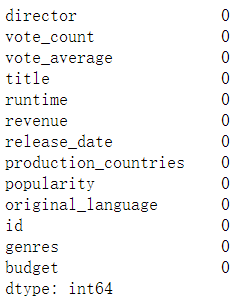 director 0
vote_count 0
vote_average 0
title 0
runtime 0
revenue 0
release_date 0
production_countries 0
popularity 0
original_language 0
id 0
genres 0
budget 0
dtype: int64